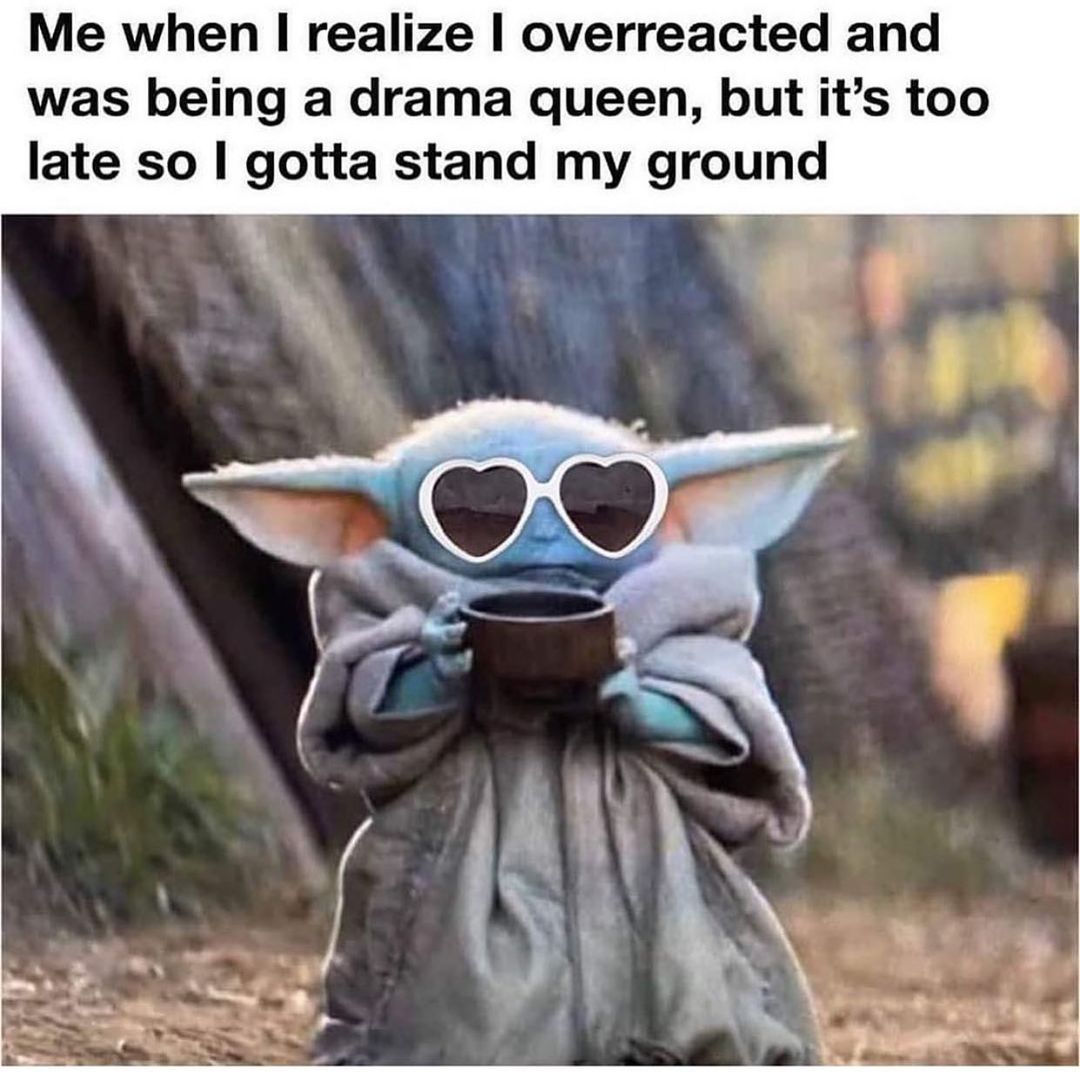 Me when I realize I overreacted and
was being a drama queen, but it’s too
late so I gotta stand my ground